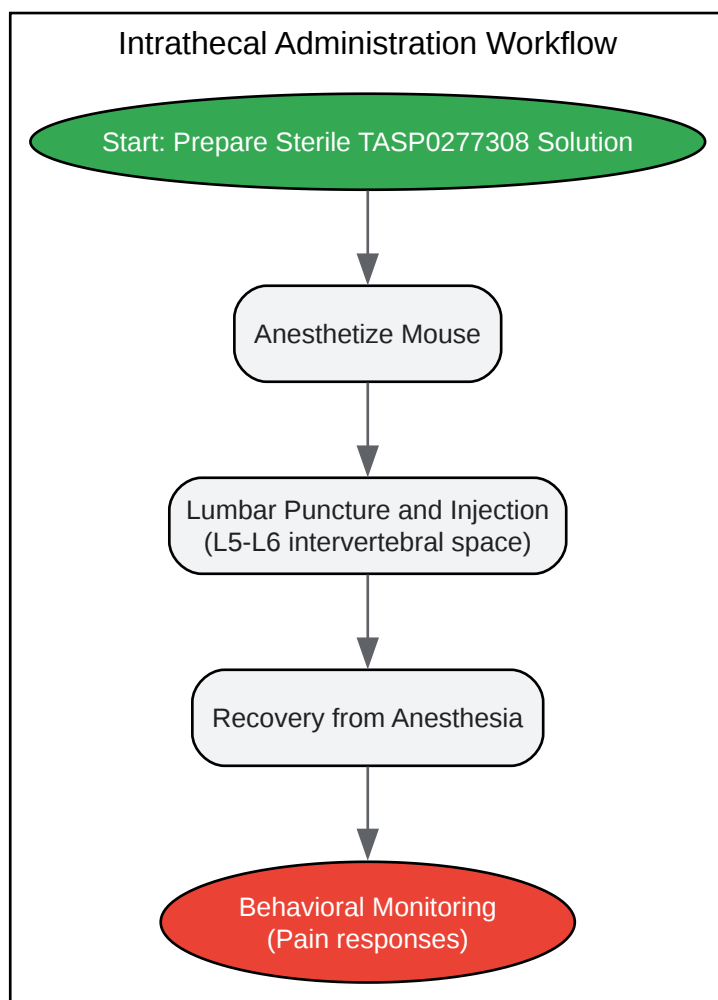 Intrathecal Administration Workflow
Start: Prepare Sterile TASP0277308 Solution
Anesthetize Mouse
Lumbar Puncture and Injection
(L5-L6 intervertebral space)
Recovery from Anesthesia
Behavioral Monitoring
(Pain responses)